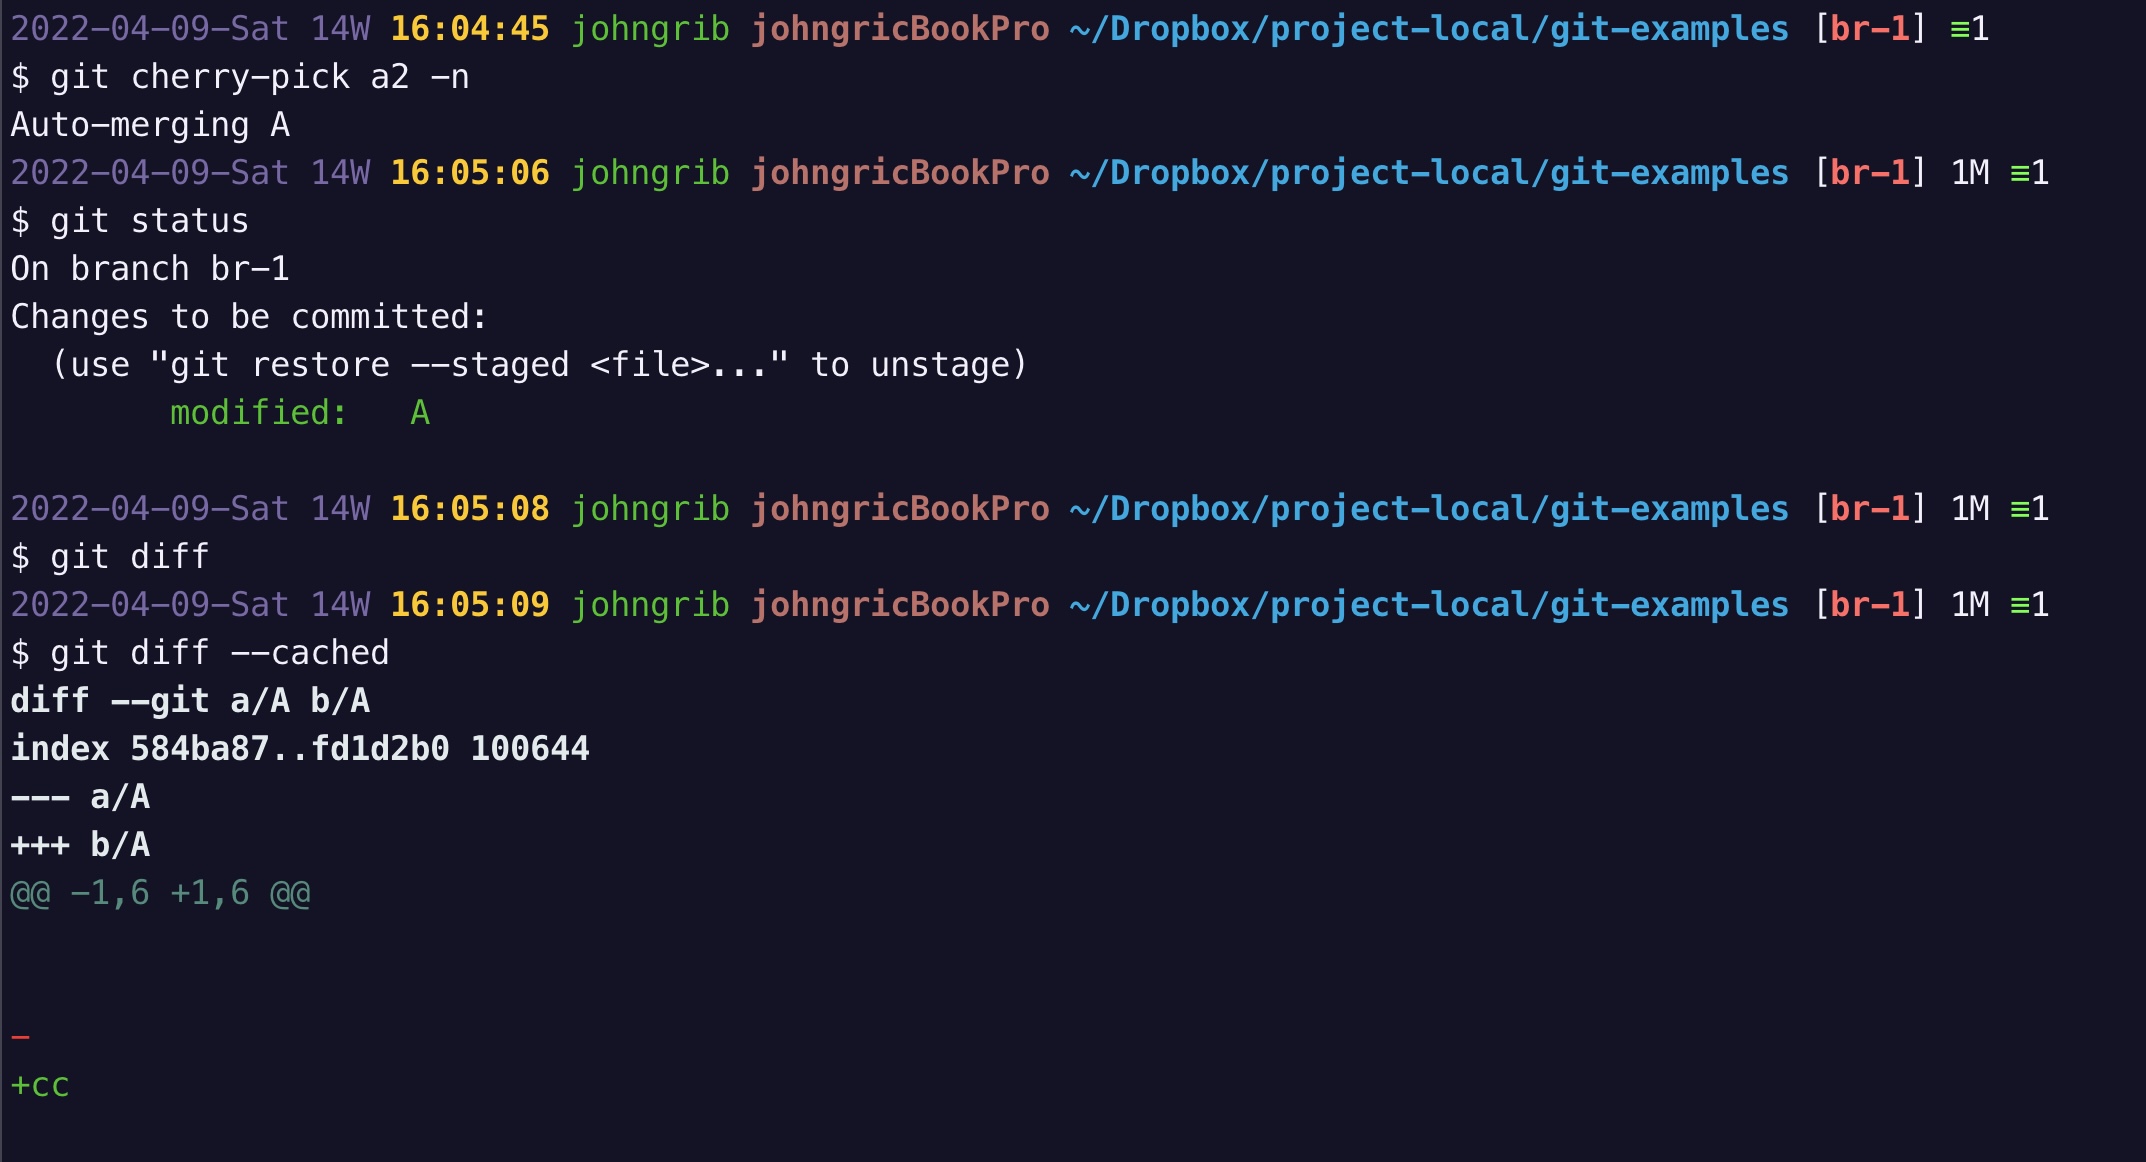 2022-04-09-Sat 14W 16:04:45 johngrib johngricBookPro ~/Dropbox/project-local/git-examples [br-1] ≡1
$ git cherry-pick a2 -n
Auto-merging A
2022-04-09-Sat 14W 16:05:06 johngrib johngricBookPro ~/Dropbox/project-local/git-examples [br-1] 1M ≡1
$ git status
On branch br-1
Changes to be committed:
  (use "git restore --staged <file>..." to unstage)
        modified:   A
2022-04-09-Sat 14W 16:05:08 johngrib johngricBookPro ~/Dropbox/project-local/git-examples [br-1] 1M ≡1
$ git diff
2022-04-09-Sat 14W 16:05:09 johngrib johngricBookPro ~/Dropbox/project-local/git-examples [br-1] 1M ≡1
$ git diff --cached
diff --git a/A b/A
index 584ba87..fd1d2b0 100644
--- a/A
+++ b/A
@@ -1,6 +1,6 @@
-
+cc